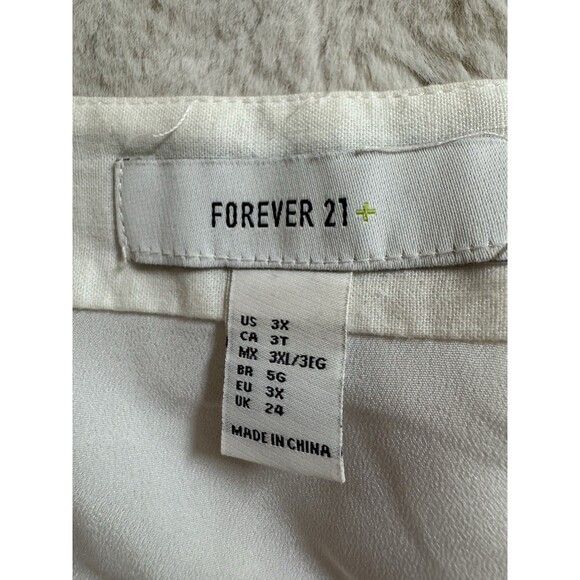 FOREVER 21+
US 3X
CA 3T
MX 3XL/3EG
BR 5G
EU 3X
UK 24
MADE IN CHINA